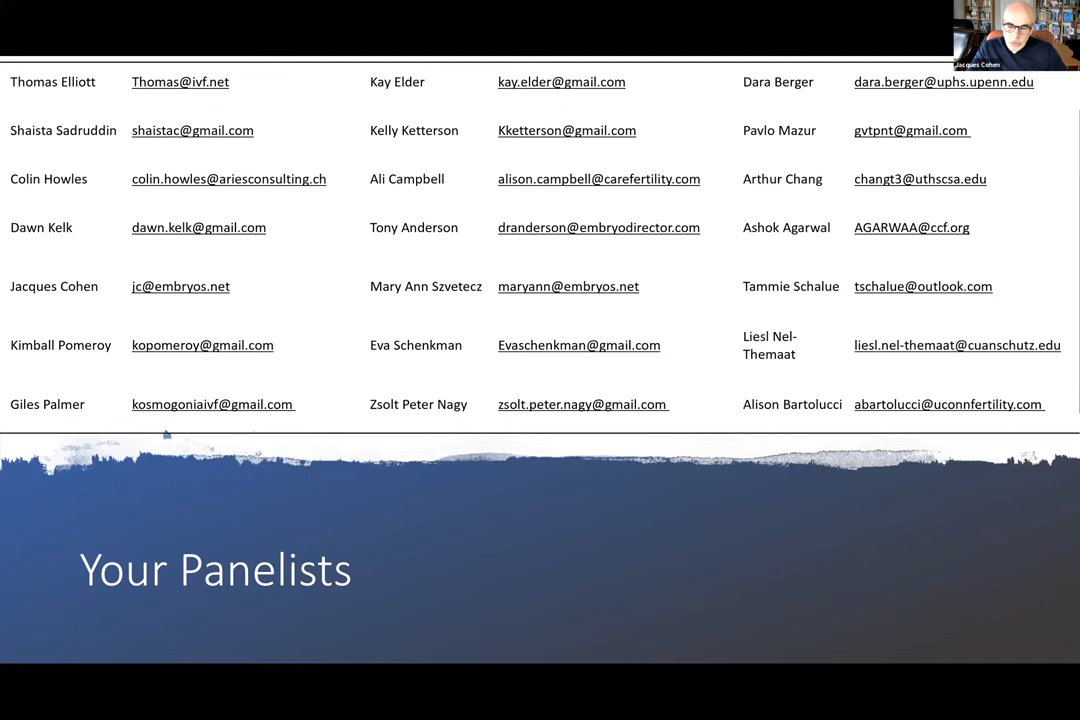 Jacques Cohen
Thomas Elliott Thomas@ivf.net Kay Elder kay.elder@gmail.com Dara Berger dara.berger@uphs.upenn.edu
Shaista Sadruddin shaistac@gmail.com Kelly Ketterson Kketterson@gmail.com Pavlo Mazur gvtpnt@gmail.com
Colin Howles colin.howles@ariesconsulting.ch Ali Campbell alison.campbell@carefertility.com Arthur Chang changt3@uthscsa.edu
Dawn Kelk dawn.kelk@gmail.com Tony Anderson dranderson@embryodirector.com Ashok Agarwal AGARWAA@ccf.org
Jacques Cohen jc@embryos.net Mary Ann Szvetecz maryann@embryos.net Tammie Schalue tschalue@outlook.com
Kimball Pomeroy kopomeroy@gmail.com Eva Schenkman Evaschenkman@gmail.com Liesl Nel-
Themaat liesl.nel-themaat@cuanschutz.edu
Giles Palmer kosmogoniaivf@gmail.com Zsolt Peter Nagy zsolt.peter.nagy@gmail.com Alison Bartolucci abartolucci@uconnfertility.com
Your Panelists